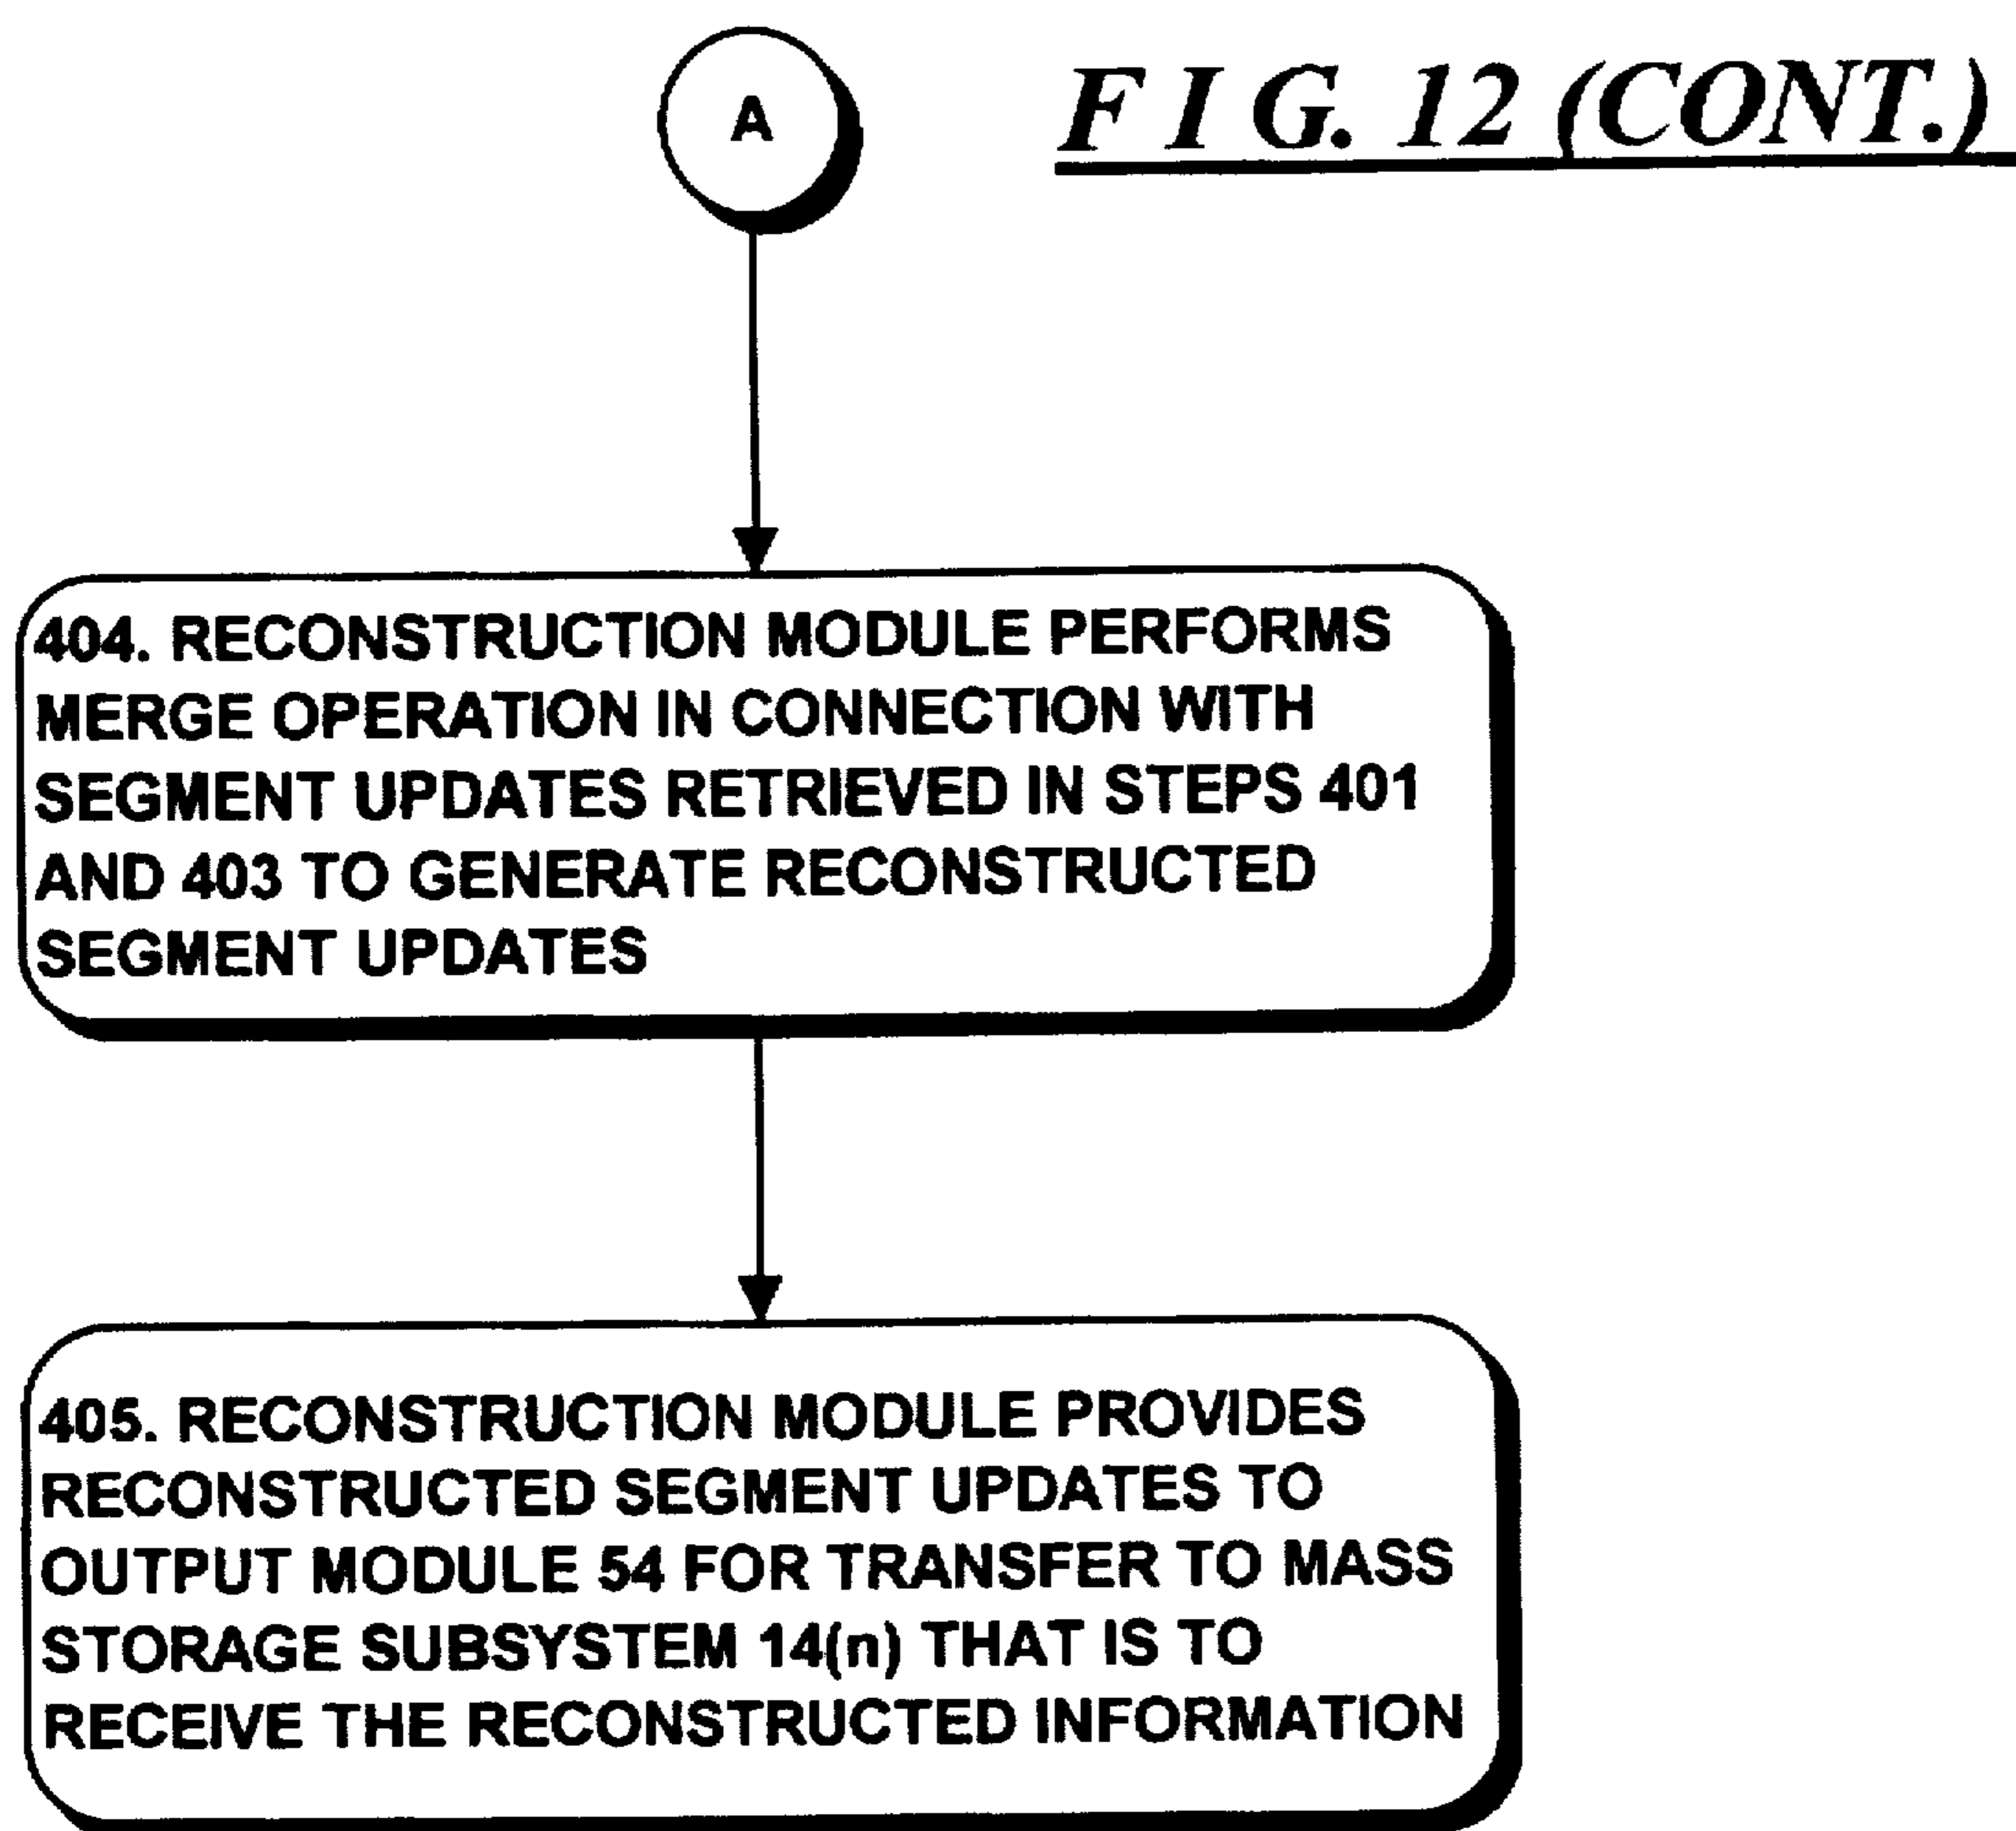 A
FIG. 12 (CONT.)
404. RECONSTRUCTION MODULE PERFORMS
MERGE OPERATION IN CONNECTION WITH
SEGMENT UPDATES RETRIEVED IN STEPS 401
AND 403 TO GENERATE RECONSTRUCTED
SEGMENT UPDATES
405. RECONSTRUCTION MODULE PROVIDES
RECONSTRUCTED SEGMENT UPDATES TO
OUTPUT MODULE 54 FOR TRANSFER TO MASS
STORAGE SUBSYSTEM 14(n) THAT IS TO
RECEIVE THE RECONSTRUCTED INFORMATION